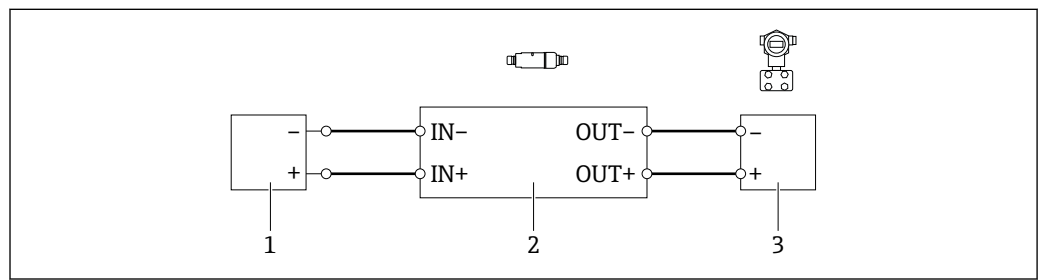 − IN− OUT− −
+ IN+ OUT+ +
1 2 3